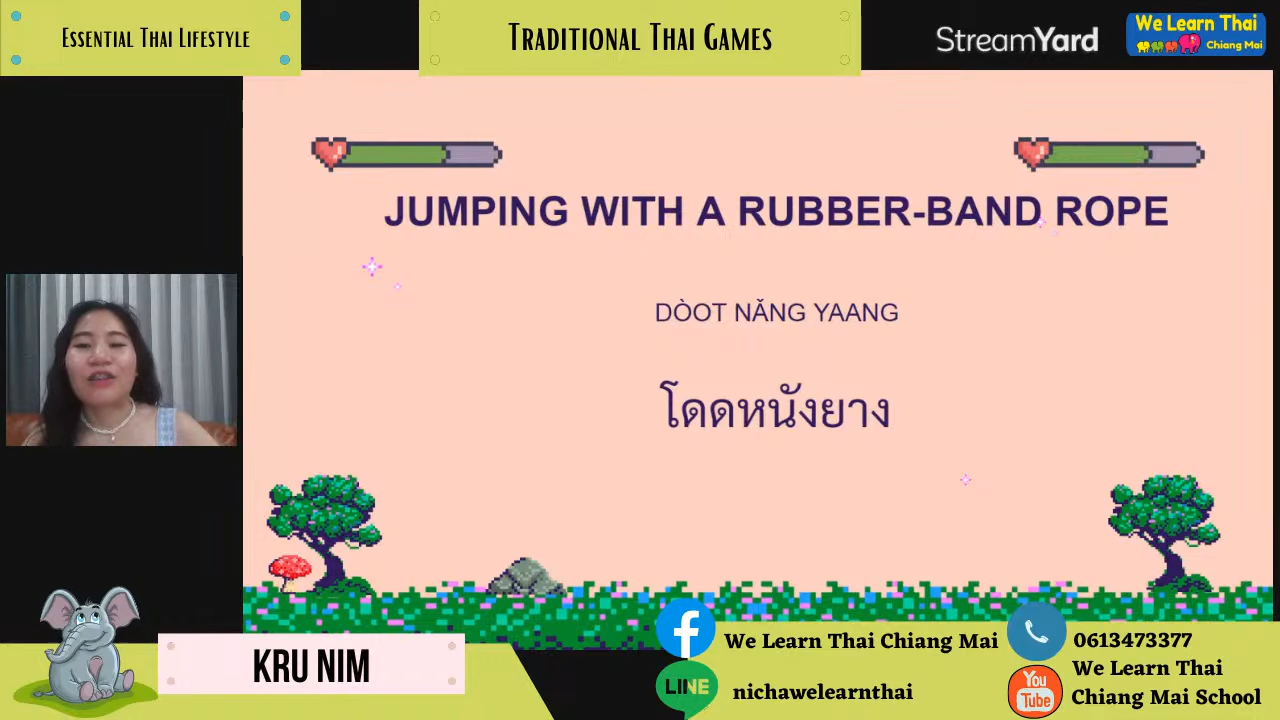 ESSENTIAL THAI LIFESTYLE
TRADITIONAL THAI GAMES
StreamYard
We Learn Thai
Chiang Mai
JUMPING WITH A RUBBER-BAND ROPE
DÒOT NǍNG YAANG
โดดหนังยาง
KRU NIM
We Learn Thai Chiang Mai
0613473377
LINE
nichawelearnthai
You
Tube
We Learn Thai
Chiang Mai School